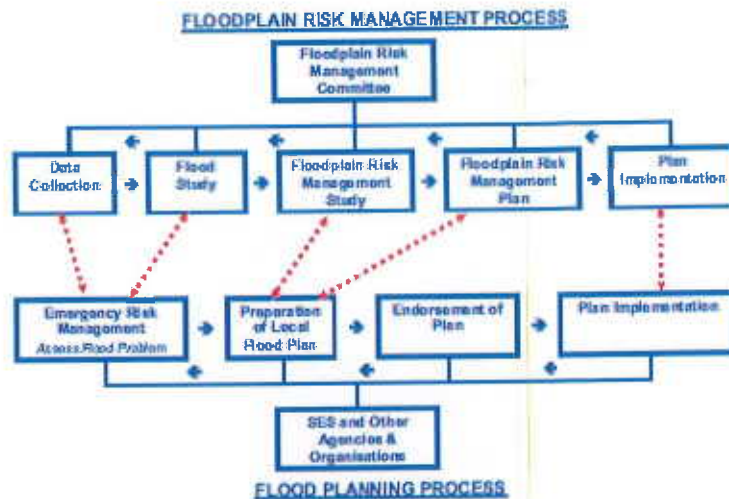 FLOODPLAIN RISK MANAGEMENT PROCESS
Floodplain Risk
Management
Committee
Data
Collection
Flood
Study
Floodplain Risk
Management
Study
Floodplain Risk
Management
Plan
Plan
Implementation
Emergency Risk
Management
Assess Flood Problem
Preparation
of Local
Flood Plan
Endorsement of
Plan
Plan Implementation
SES and Other
Agencies &
Organisations
FLOOD PLANNING PROCESS